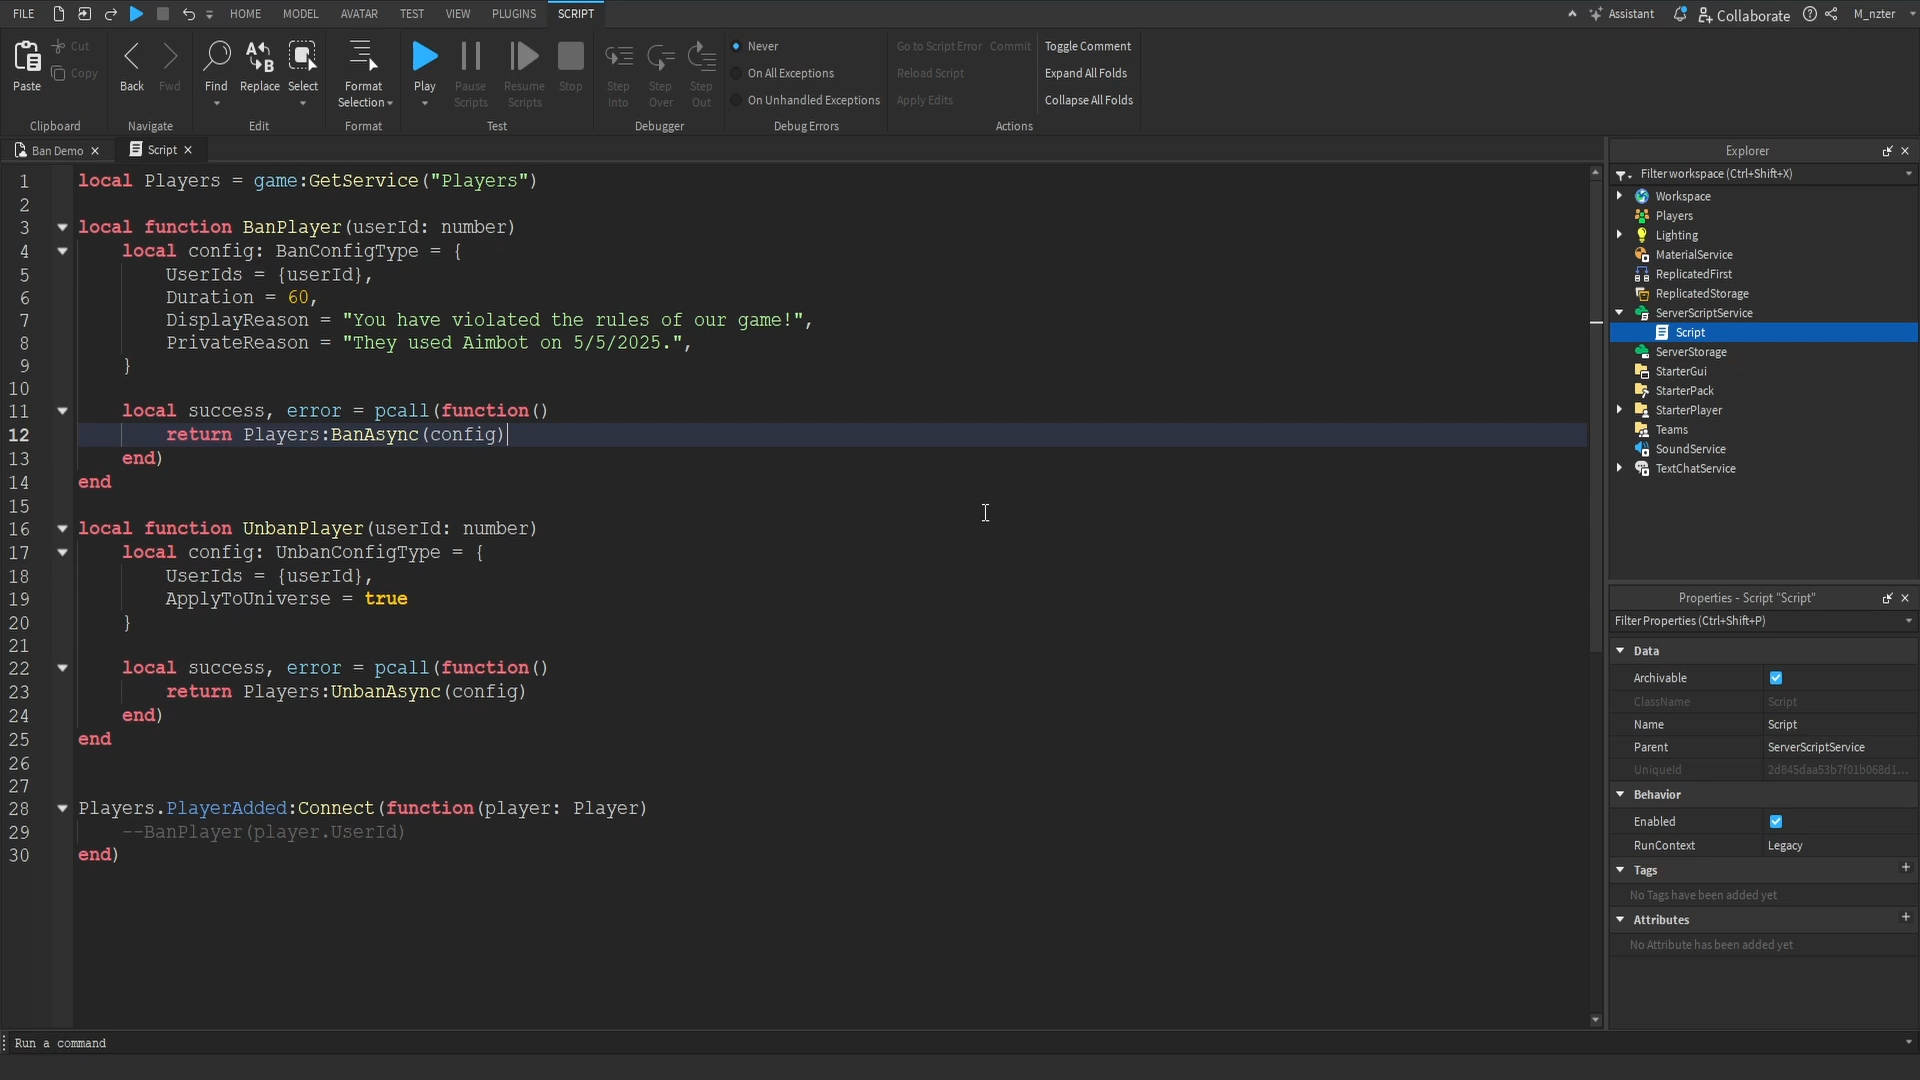 FILE HOME MODEL AVATAR TEST VIEW PLUGINS SCRIPT Assistant Collaborate M_nzter
Paste Cut Copy Back Fwd Find Replace Select Format Selection Play Pause Scripts Resume Scripts Stop Step Into Step Over Step Out
Never
On All Exceptions
On Unhandled Exceptions
Go to Script Error Commit
Reload Script
Apply Edits
Toggle Comment
Expand All Folds
Collapse All Folds
Clipboard Navigate Edit Format Test Debugger Debug Errors Actions
Ban Demo Script
1 local Players = game:GetService("Players")
2
3 local function BanPlayer(userId: number)
4 local config: BanConfigType = {
5 UserIds = {userId},
6 Duration = 60,
7 DisplayReason = "You have violated the rules of our game!",
8 PrivateReason = "They used Aimbot on 5/5/2025.",
9 }
10
11 local success, error = pcall(function()
12 return Players:BanAsync(config)
13 end)
14 end
15
16 local function UnbanPlayer(userId: number)
17 local config: UnbanConfigType = {
18 UserIds = {userId},
19 ApplyToUniverse = true
20 }
21
22 local success, error = pcall(function()
23 return Players:UnbanAsync(config)
24 end)
25 end
26
27
28 Players.PlayerAdded:Connect(function(player: Player)
29 --BanPlayer(player.UserId)
30 end)
Explorer
Filter workspace (Ctrl+Shift+X)
Workspace
Players
Lighting
MaterialService
ReplicatedFirst
ReplicatedStorage
ServerScriptService
Script
ServerStorage
StarterGui
StarterPack
StarterPlayer
Teams
SoundService
TextChatService
Properties - Script "Script"
Filter Properties (Ctrl+Shift+P)
Data
Archivable
ClassName Script
Name Script
Parent ServerScriptService
UniqueId 2d845daa53b7f01b068d1...
Behavior
Enabled
RunContext Legacy
Tags +
No Tags have been added yet
Attributes +
No Attribute has been added yet
Run a command